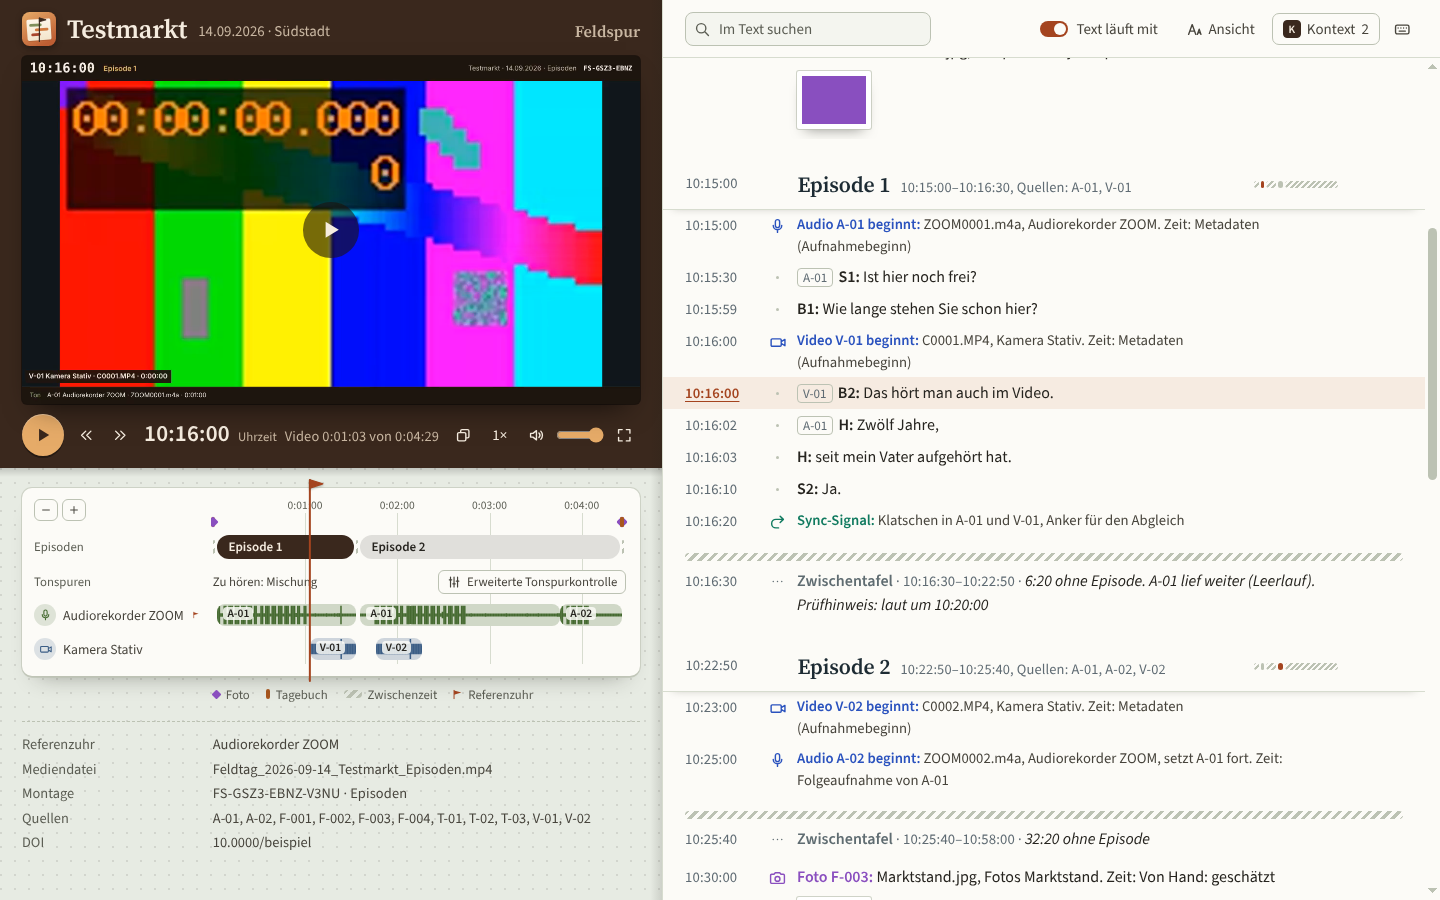 Testmarkt
14.09.2026 · Südstadt
Feldspur
10:16:00 Episode 1
Testmarkt · 14.09.2026 · Episoden FS-GSZ3-EBNZ
00:00:00.000
0
V-01 Kamera Stativ · C0001.MP4 · 0:00:00
Ton A-01 Audiorekorder ZOOM · ZOOM0001.m4a · 0:01:00
10:16:00 Uhrzeit Video 0:01:03 von 0:04:29
1×
0:01:00 0:02:00 0:03:00 0:04:00
Episoden
Episode 1
Episode 2
Tonspuren
Zu hören: Mischung
Erweiterte Tonspurkontrolle
Audiorekorder ZOOM
A-01
A-01
A-02
Kamera Stativ
V-01
V-02
Foto
Tagebuch
Zwischenzeit
Referenzuhr
Referenzuhr Audiorekorder ZOOM
Mediendatei Feldtag_2026-09-14_Testmarkt_Episoden.mp4
Montage FS-GSZ3-EBNZ-V3NU · Episoden
Quellen A-01, A-02, F-001, F-002, F-003, F-004, T-01, T-02, T-03, V-01, V-02
DOI 10.0000/beispiel
Im Text suchen
Text läuft mit
Ansicht
K Kontext 2
10:15:00 Episode 1 10:15:00–10:16:30, Quellen: A-01, V-01
10:15:00 Audio A-01 beginnt: ZOOM0001.m4a, Audiorekorder ZOOM. Zeit: Metadaten
(Aufnahmebeginn)
10:15:30 A-01 S1: Ist hier noch frei?
10:15:59 B1: Wie lange stehen Sie schon hier?
10:16:00 Video V-01 beginnt: C0001.MP4, Kamera Stativ. Zeit: Metadaten
(Aufnahmebeginn)
10:16:00 V-01 B2: Das hört man auch im Video.
10:16:02 A-01 H: Zwölf Jahre,
10:16:03 H: seit mein Vater aufgehört hat.
10:16:10 S2: Ja.
10:16:20 Sync-Signal: Klatschen in A-01 und V-01, Anker für den Abgleich
10:16:30 ··· Zwischentafel · 10:16:30–10:22:50 · 6:20 ohne Episode. A-01 lief weiter (Leerlauf).
Prüfhinweis: laut um 10:20:00
10:22:50 Episode 2 10:22:50–10:25:40, Quellen: A-01, A-02, V-02
10:23:00 Video V-02 beginnt: C0002.MP4, Kamera Stativ. Zeit: Metadaten
(Aufnahmebeginn)
10:25:00 Audio A-02 beginnt: ZOOM0002.m4a, Audiorekorder ZOOM, setzt A-01 fort. Zeit:
Folgeaufnahme von A-01
10:25:40 ··· Zwischentafel · 10:25:40–10:58:00 · 32:20 ohne Episode
10:30:00 Foto F-003: Marktstand.jpg, Fotos Marktstand. Zeit: Von Hand: geschätzt